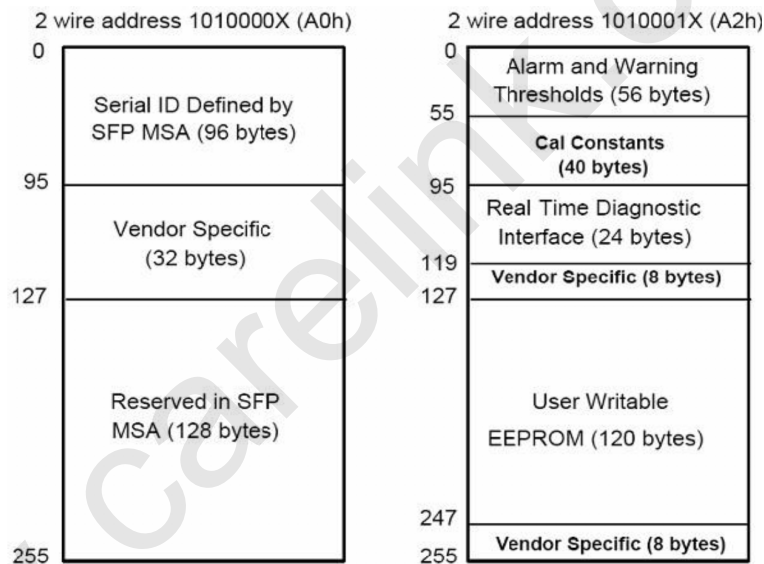 2 wire address 1010000X (A0h)
0
Serial ID Defined by
SFP MSA (96 bytes)
95
Vendor Specific
(32 bytes)
127
Reserved in SFP
MSA (128 bytes)
255
2 wire address 1010001X (A2h)
0
Alarm and Warning
Thresholds (56 bytes)
55
Cal Constants
(40 bytes)
95
Real Time Diagnostic
Interface (24 bytes)
119
Vendor Specific (8 bytes)
127
User Writable
EEPROM (120 bytes)
247
Vendor Specific (8 bytes)
255
carelink.c